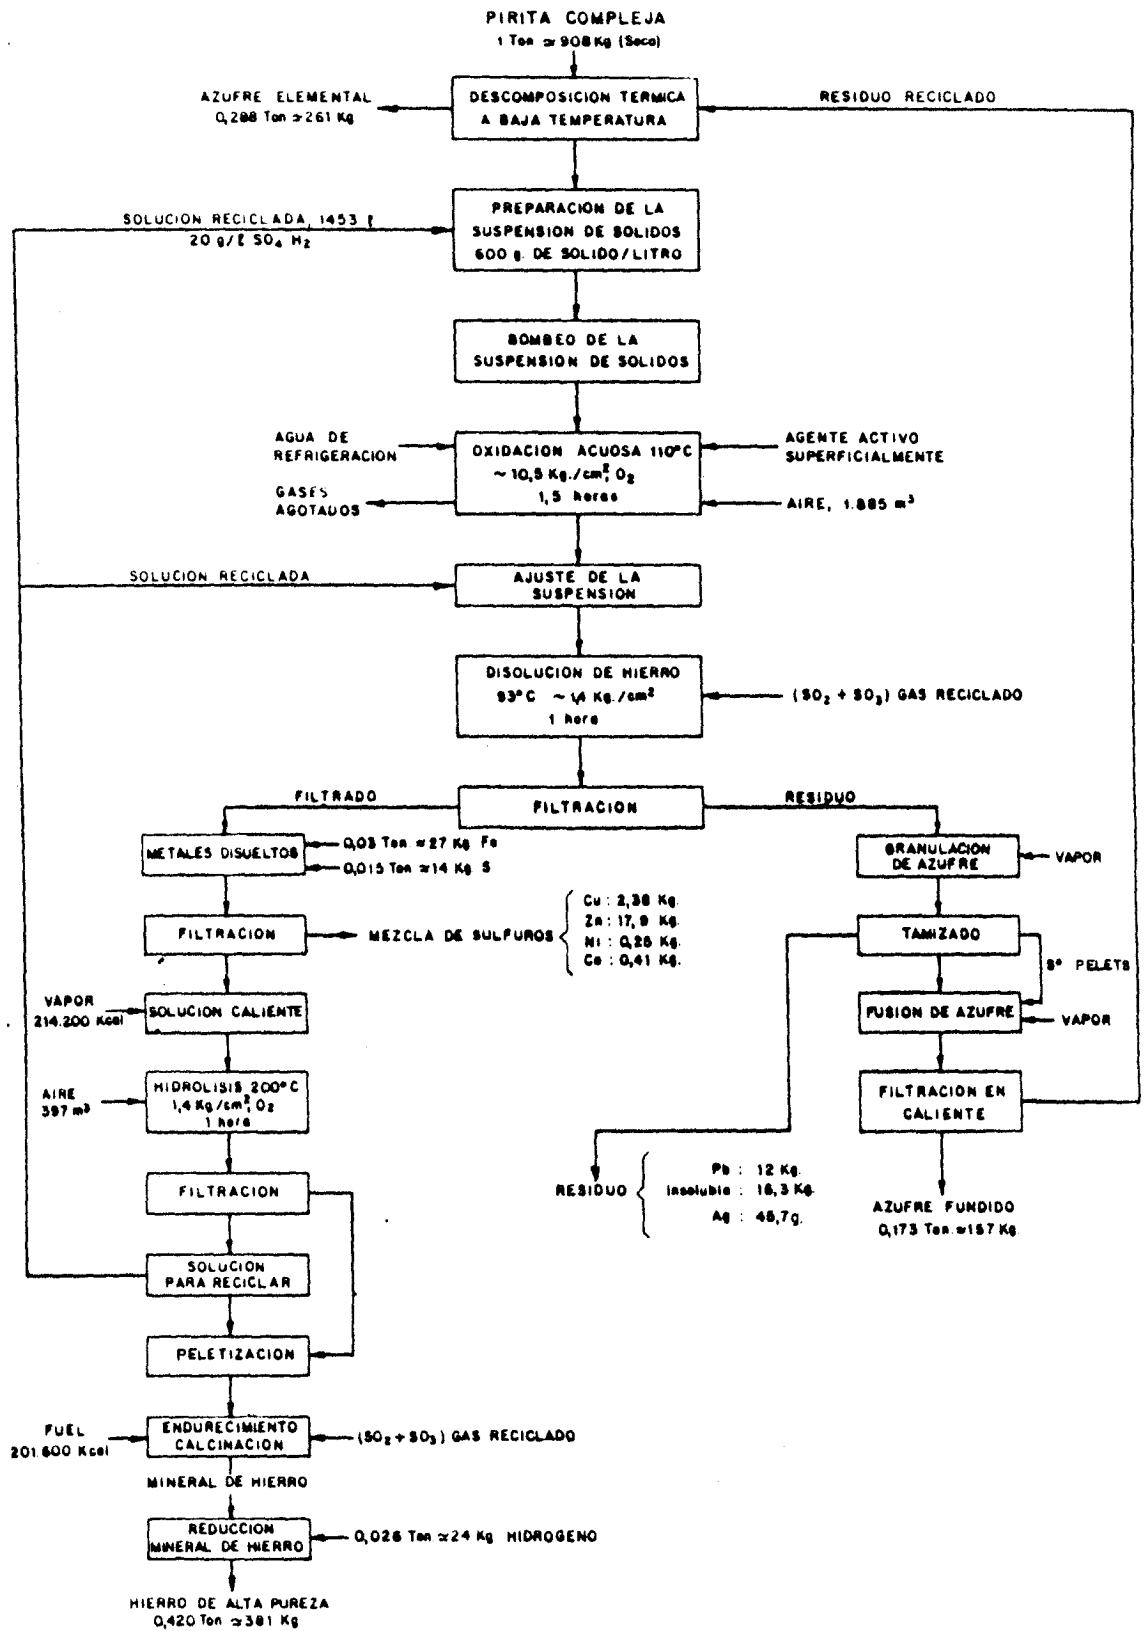 PIRITA COMPLEJA
1 Ton ≃ 908 Kg (Seco)
AZUFRE ELEMENTAL
0,288 Ton ≃ 261 Kg
DESCOMPOSICION TERMICA
A BAJA TEMPERATURA
RESIDUO RECICLADO
SOLUCION RECICLADA, 1453 ℓ
20 g/ℓ SO₄ H₂
PREPARACION DE LA
SUSPENSION DE SOLIDOS
600 g. DE SOLIDO/LITRO
BOMBEO DE LA
SUSPENSION DE SOLIDOS
AGUA DE
REFRIGERACION
GASES
AGOTADOS
OXIDACION ACUOSA 110°C
~ 10,5 Kg./cm², O₂
1,5 horas
AGENTE ACTIVO
SUPERFICIALMENTE
AIRE, 1.885 m³
SOLUCION RECICLADA
AJUSTE DE LA
SUSPENSION
DISOLUCION DE HIERRO
93°C ~ 1,4 Kg./cm²
1 hora
(SO₂ + SO₃) GAS RECICLADO
FILTRADO
FILTRACION
RESIDUO
METALES DISUELTOS
0,03 Ton ≃ 27 Kg Fe
0,015 Ton ≃ 14 Kg S
GRANULACION
DE AZUFRE
VAPOR
FILTRACION
MEZCLA DE SULFUROS
Cu : 2,38 Kg.
Zn : 17,9 Kg.
Ni : 0,25 Kg.
Co : 0,41 Kg.
TAMIZADO
S° PELETS
VAPOR
214.200 Kcal
SOLUCION CALIENTE
FUSION DE AZUFRE
VAPOR
AIRE
397 m³
HIDROLISIS 200°C
1,4 Kg/cm², O₂
1 hora
FILTRACION EN
CALIENTE
FILTRACION
RESIDUO
Pb : 12 Kg.
Insoluble : 16,3 Kg.
Ag : 45,7 g.
AZUFRE FUNDIDO
0,173 Ton. ≃ 157 Kg.
SOLUCION
PARA RECICLAR
PELETIZACION
FUEL
201.600 Kcal
ENDURECIMIENTO
CALCINACION
(SO₂ + SO₃) GAS RECICLADO
MINERAL DE HIERRO
REDUCCION
MINERAL DE HIERRO
0,026 Ton ≃ 24 Kg HIDROGENO
HIERRO DE ALTA PUREZA
0,420 Ton ≃ 381 Kg